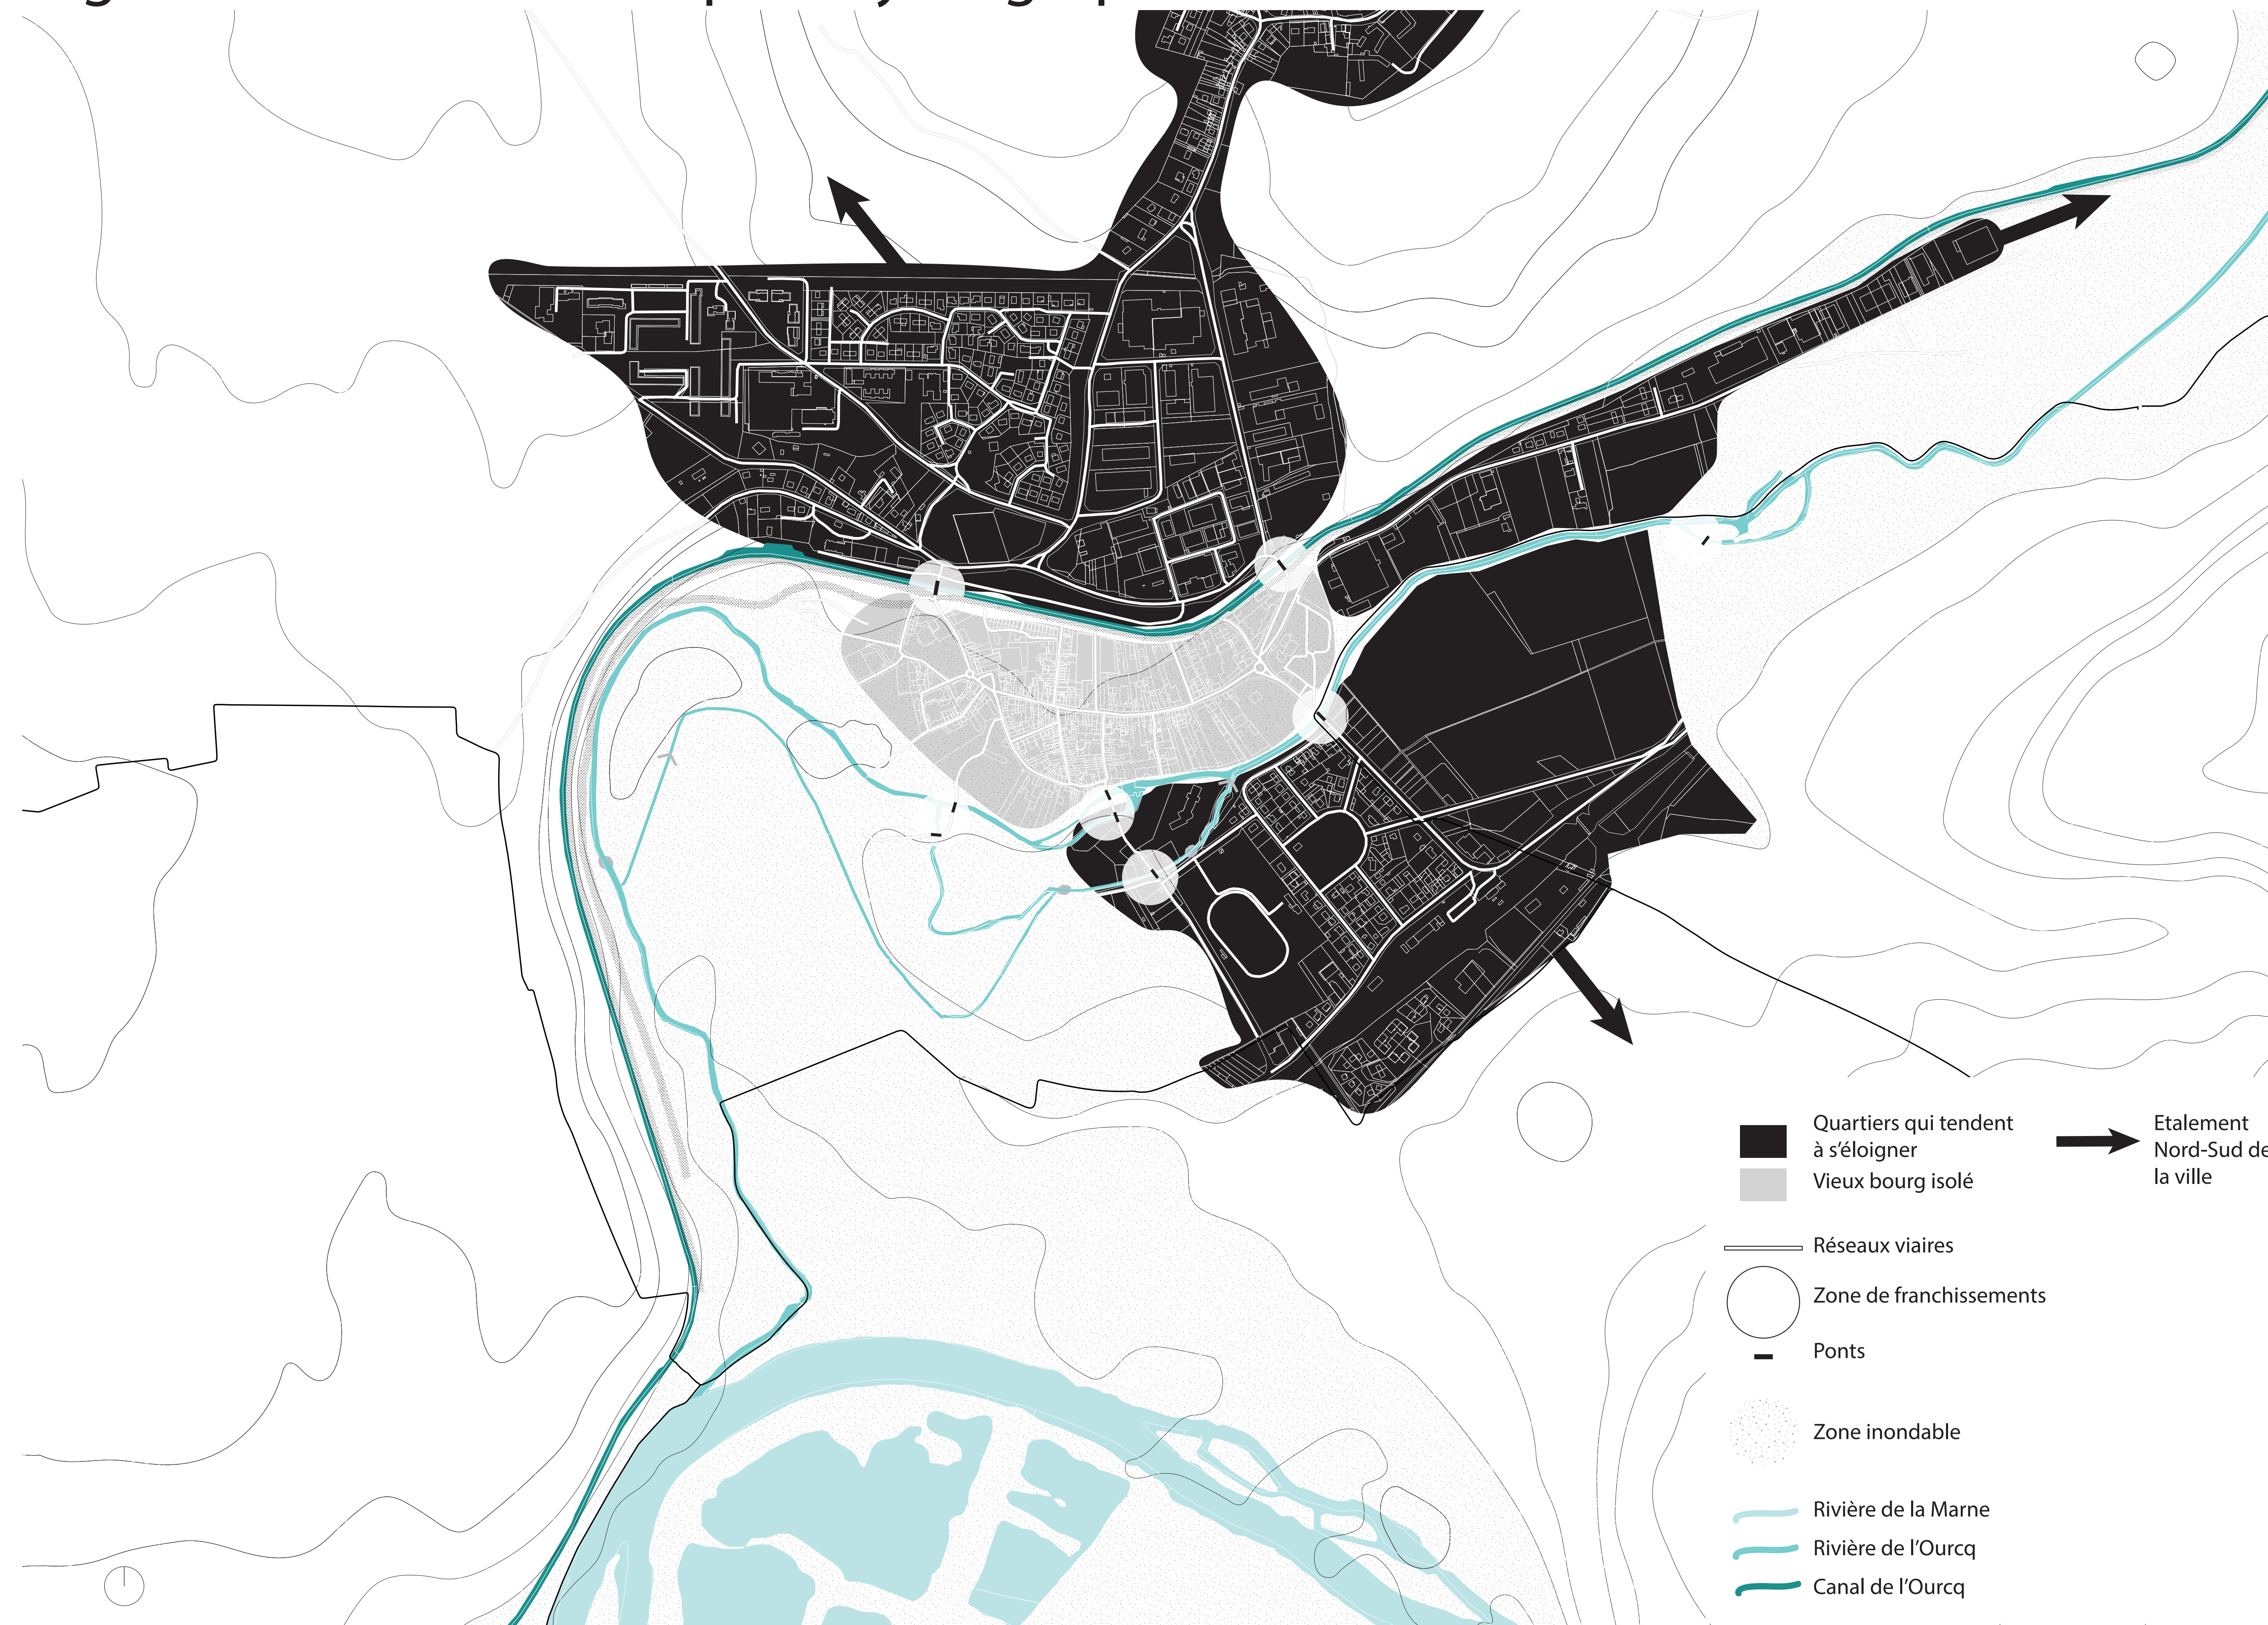 Quartiers qui tendent
à s’éloigner
Vieux bourg isolé
Etalement
Nord-Sud de
la ville
Réseaux viaires
Zone de franchissements
Ponts
Zone inondable
Rivière de la Marne
Rivière de l’Ourcq
Canal de l’Ourcq